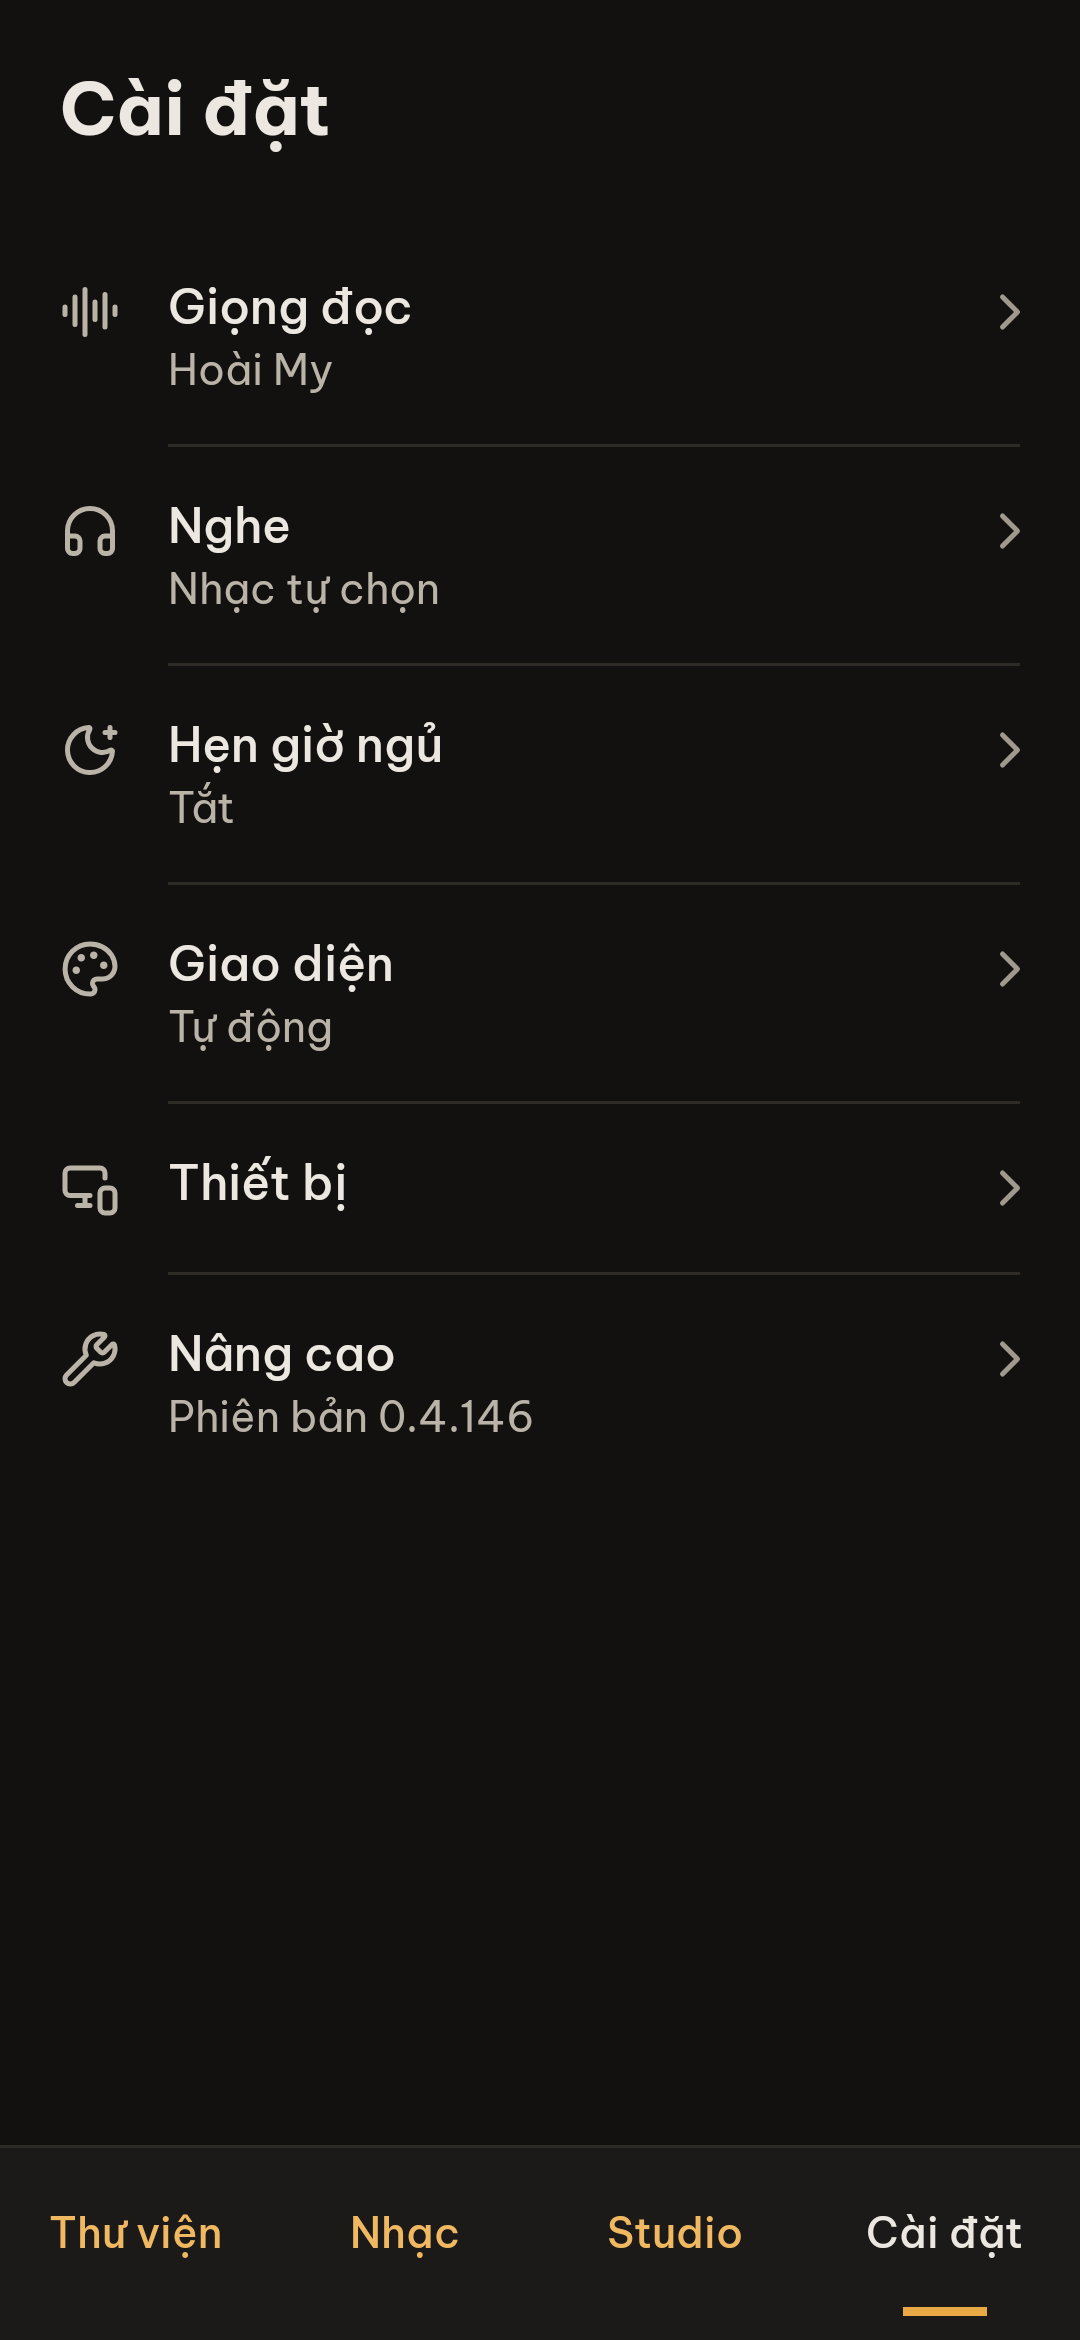 Cài đặt
Giọng đọc
Hoài My
Nghe
Nhạc tự chọn
Hẹn giờ ngủ
Tắt
Giao diện
Tự động
Thiết bị
Nâng cao
Phiên bản 0.4.146
Thư viện Nhạc Studio Cài đặt